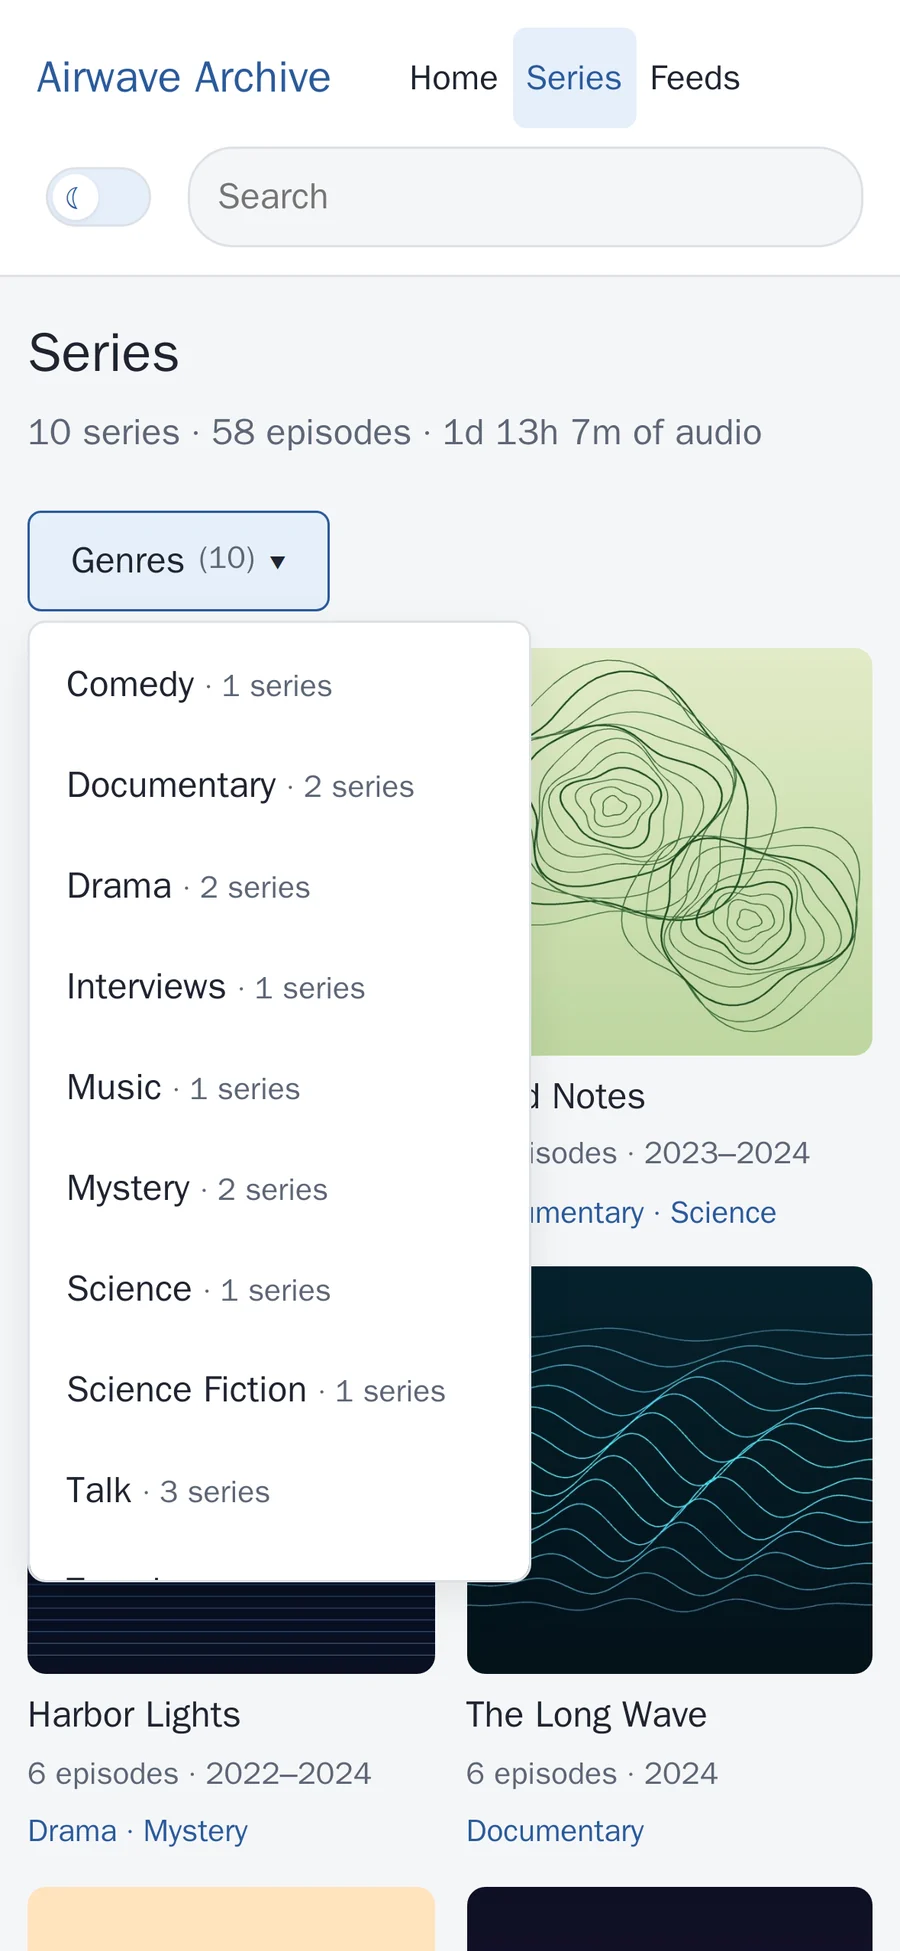 Airwave Archive
Home Series Feeds
Search
Series
10 series · 58 episodes · 1d 13h 7m of audio
Genres (10) ▼
Comedy · 1 series
Documentary · 2 series
Drama · 2 series
Interviews · 1 series
Music · 1 series
Mystery · 2 series
Science · 1 series
Science Fiction · 1 series
Talk · 3 series
Notes
· 2023–2024
· Science
Harbor Lights
6 episodes · 2022–2024
Drama · Mystery
The Long Wave
6 episodes · 2024
Documentary